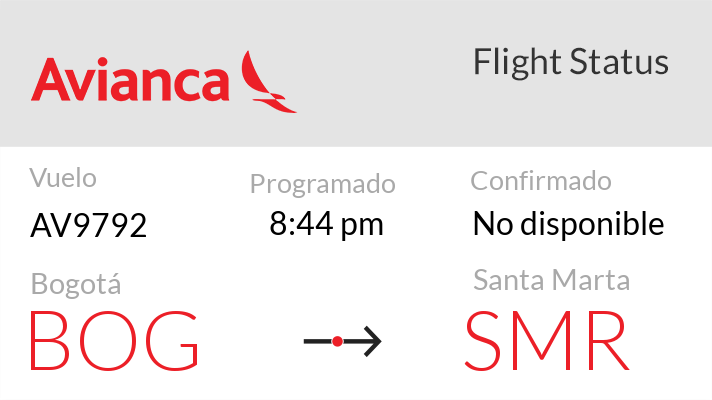 Avianca
Flight Status
Vuelo
Programado
Confirmado
AV9792
8:44 pm
No disponible
Bogotá
Santa Marta
BOG
SMR